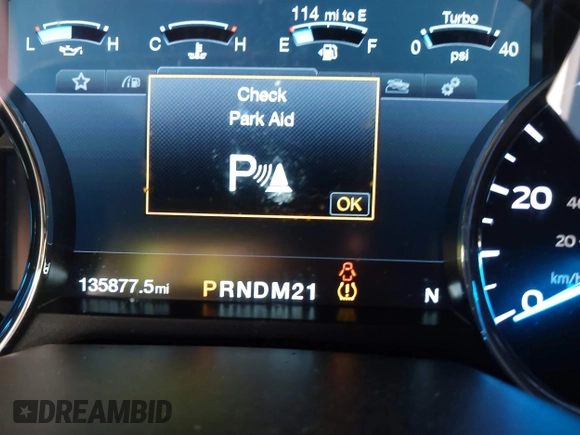 114 mi to E
Turbo
L H
C H
E F
0 40
psi
Check
Park Aid
P
OK
20
40
20
km/h
0
135877.5mi
PRNDM21
N
DREAMBID